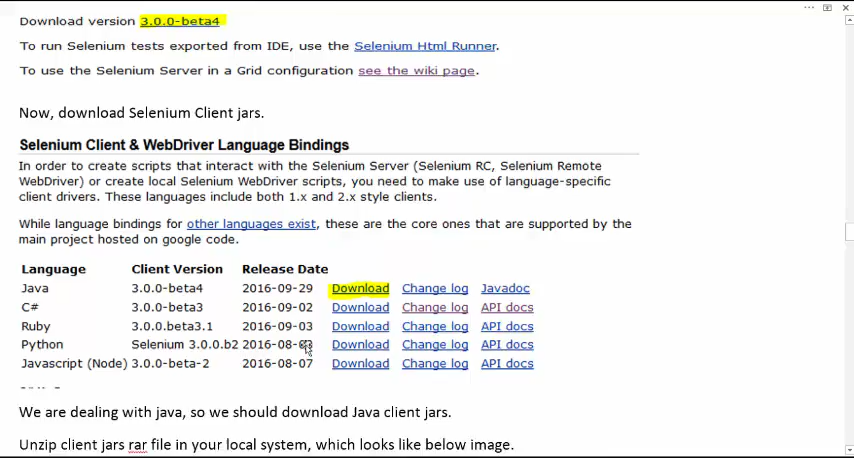 Download version 3.0.0-beta4
To run Selenium tests exported from IDE, use the Selenium Html Runner.
To use the Selenium Server in a Grid configuration see the wiki page.
Now, download Selenium Client jars.
Selenium Client & WebDriver Language Bindings
In order to create scripts that interact with the Selenium Server (Selenium RC, Selenium Remote
WebDriver) or create local Selenium WebDriver scripts, you need to make use of language-specific
client drivers. These languages include both 1.x and 2.x style clients.
While language bindings for other languages exist, these are the core ones that are supported by the
main project hosted on google code.
Language Client Version Release Date
Java 3.0.0-beta4 2016-09-29 Download Change log Javadoc
C# 3.0.0-beta3 2016-09-02 Download Change log API docs
Ruby 3.0.0.beta3.1 2016-09-03 Download Change log API docs
Python Selenium 3.0.0.b2 Download Change log API docs
Javascript (Node) 3.0.0-beta-2 2016-08-07 Download Change log API docs
We are dealing with java, so we should download Java client jars.
Unzip client jars rar file in your local system, which looks like below image.